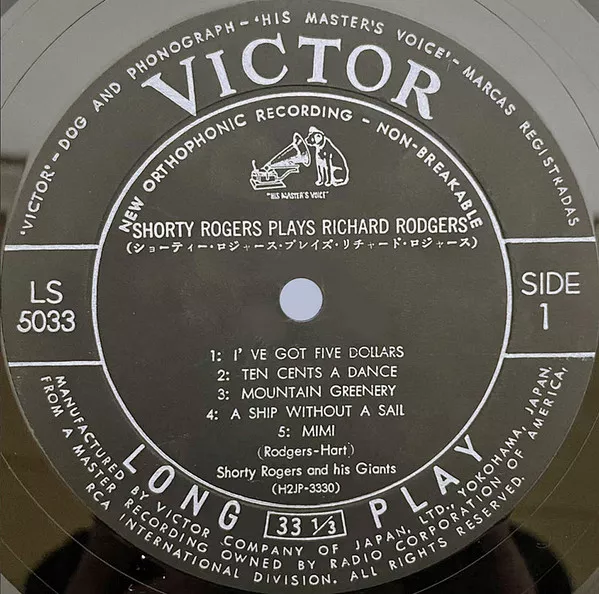 'VICTOR'—DOG AND PHONOGRAPH—'HIS MASTER'S VOICE'—MARCAS REGISTRADAS
VICTOR
NEW ORTHOPHONIC RECORDING - NON-BREAKABLE
"HIS MASTER'S VOICE"
SHORTY ROGERS PLAYS RICHARD RODGERS
(ショーティー・ロジャース・プレイズ・リチャード・ロジャース)
LS
5033
SIDE
1
1: I' VE GOT FIVE DOLLARS
2: TEN CENTS A DANCE
3: MOUNTAIN GREENERY
4: A SHIP WITHOUT A SAIL
5: MIMI
(Rodgers-Hart)
Shorty Rogers and his Giants
(H2JP-3330)
LONG 33 1/3 PLAY
MANUFACTURED BY VICTOR COMPANY OF JAPAN, LTD., YOKOHAMA, JAPAN,
FROM A MASTER RECORDING OWNED BY RADIO CORPORATION OF AMERICA,
RCA INTERNATIONAL DIVISION. ALL RIGHTS RESERVED.